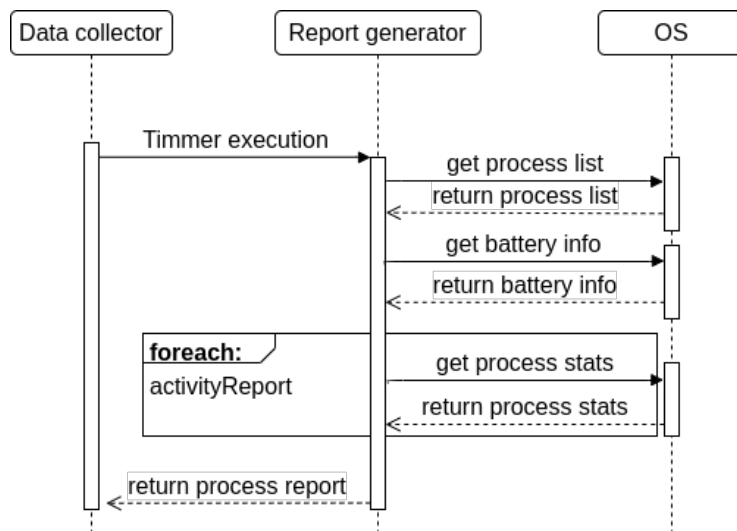 Data collector
Report generator
OS
Timmer execution
get process list
return process list
get battery info
return battery info
foreach:
get process stats
activityReport
return process stats
return process report